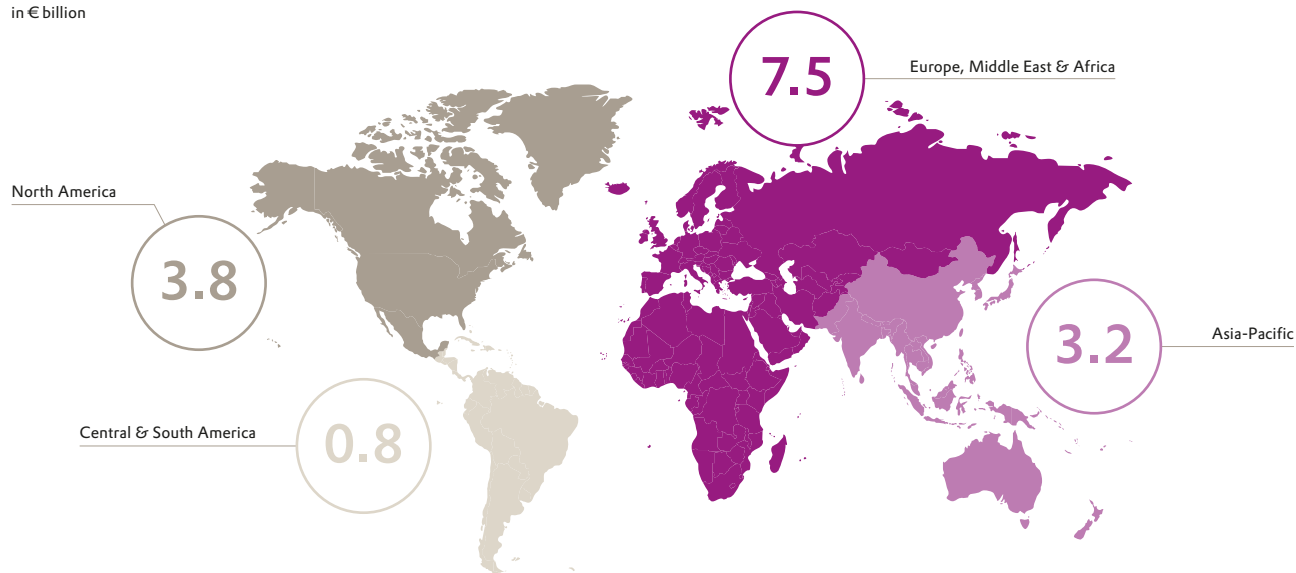 in € billion
7.5
Europe, Middle East & Africa
North America
3.8
3.2
Asia-Pacific
Central & South America
0.8